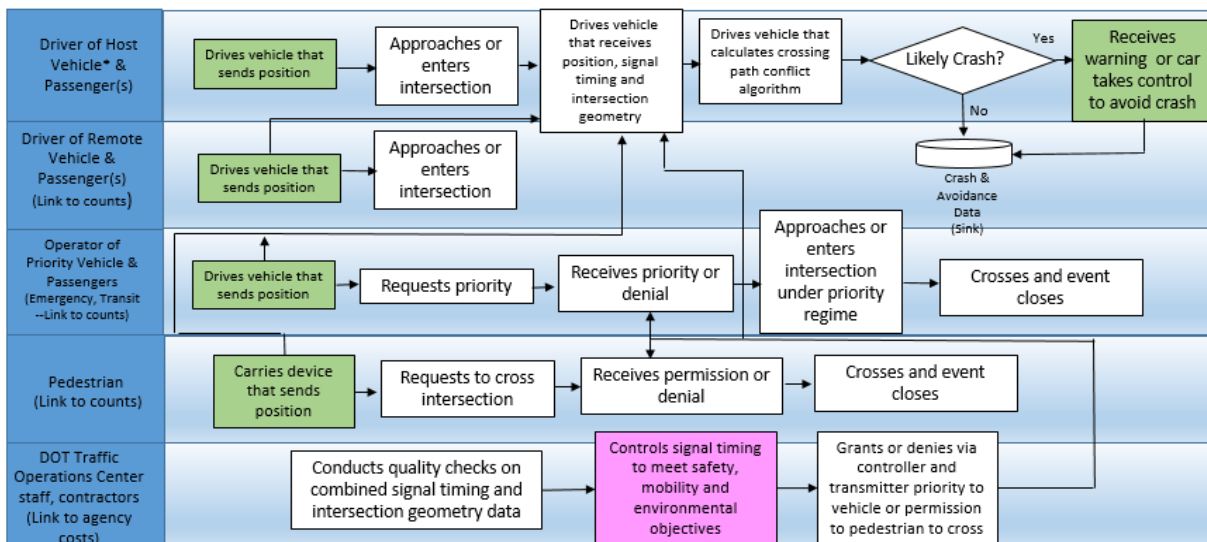 Driver of Host
Vehicle* &
Passenger(s)
Drives vehicle that
sends position
Approaches or
enters
intersection
Drives vehicle
that receives
position, signal
timing and
intersection
geometry
Drives vehicle that
calculates crossing
path conflict
algorithm
Likely Crash?
Yes
No
Receives
warning or car
takes control
to avoid crash
Driver of Remote
Vehicle &
Passenger(s)
(Link to counts)
Drives vehicle that
sends position
Approaches or
enters
intersection
Crash &
Avoidance
Data
(Sink)
Operator of
Priority Vehicle &
Passengers
(Emergency, Transit
--Link to counts)
Drives vehicle that
sends position
Requests priority
Receives priority or
denial
Approaches or
enters
intersection
under priority
regime
Crosses and event
closes
Pedestrian
(Link to counts)
Carries device
that sends
position
Requests to cross
intersection
Receives permission or
denial
Crosses and event
closes
DOT Traffic
Operations Center
staff, contractors
(Link to agency
costs)
Conducts quality checks on
combined signal timing and
intersection geometry data
Controls signal timing
to meet safety,
mobility and
environmental
objectives
Grants or denies via
controller and
transmitter priority to
vehicle or permission
to pedestrian to cross